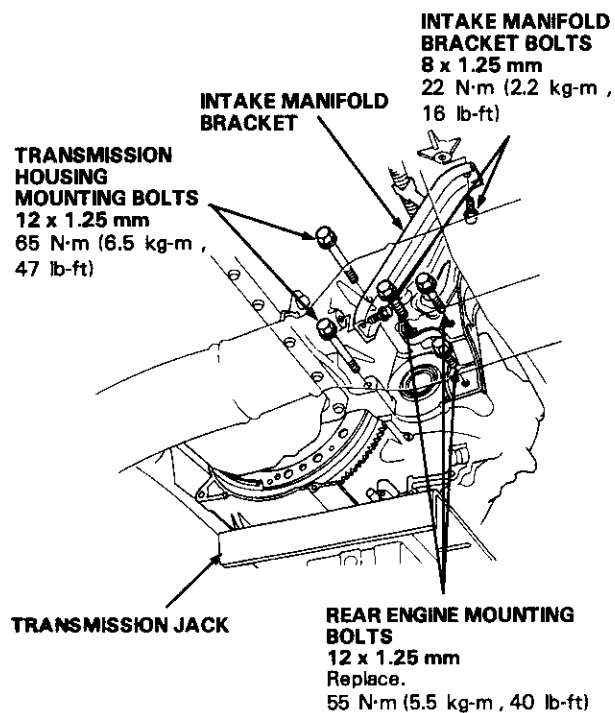 INTAKE MANIFOLD
BRACKET BOLTS
8 x 1.25 mm
22 N·m (2.2 kg-m ,
16 lb-ft)
INTAKE MANIFOLD
BRACKET
TRANSMISSION
HOUSING
MOUNTING BOLTS
12 x 1.25 mm
65 N·m (6.5 kg-m ,
47 lb-ft)
TRANSMISSION JACK
REAR ENGINE MOUNTING
BOLTS
12 x 1.25 mm
Replace.
55 N·m (5.5 kg-m , 40 lb-ft)